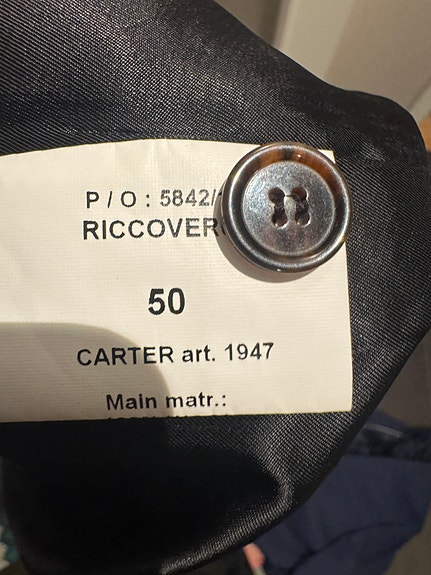 P / O : 5842/
RICCOVER
50
CARTER art. 1947
Main matr.: